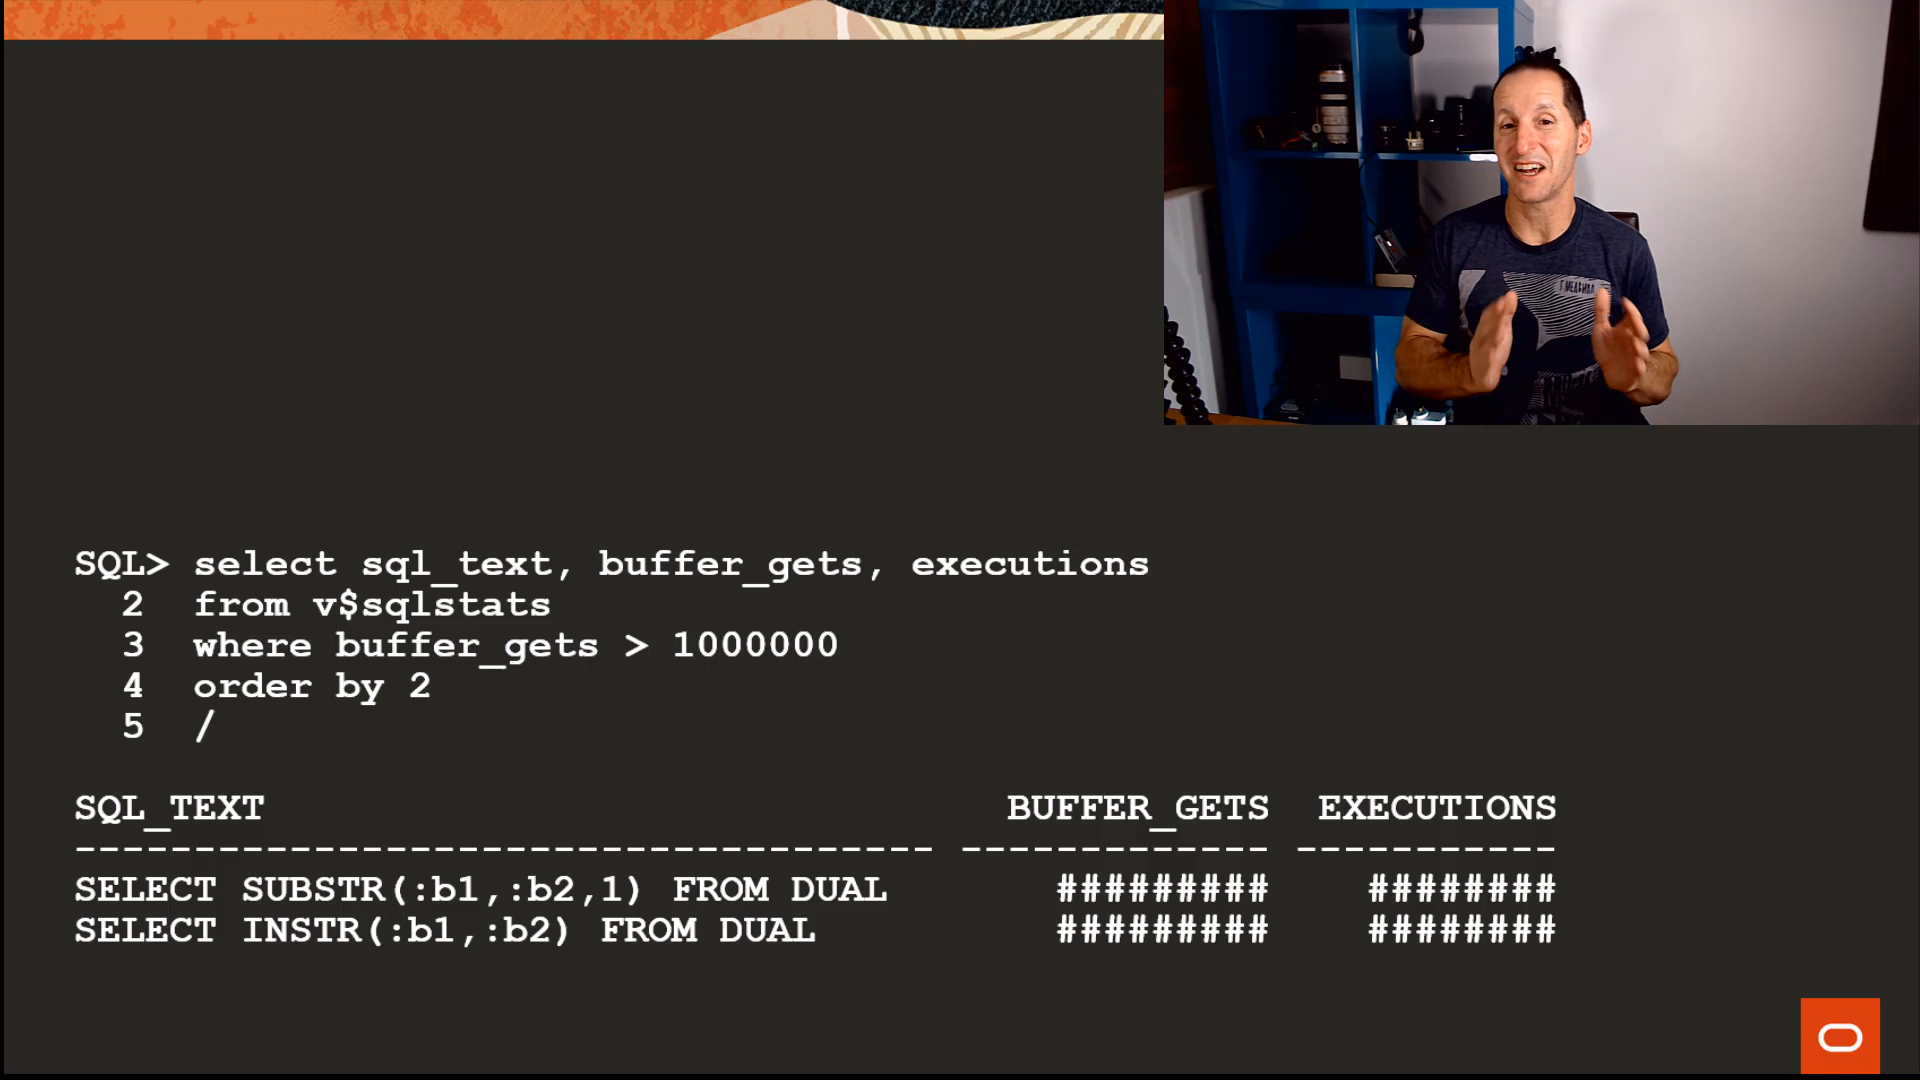 SQL> select sql_text, buffer_gets, executions
2 from v$sqlstats
3 where buffer_gets > 1000000
4 order by 2
5 /
SQL_TEXT BUFFER_GETS EXECUTIONS
------------------------------------ ------------- -----------
SELECT SUBSTR(:b1,:b2,1) FROM DUAL ######### ########
SELECT INSTR(:b1,:b2) FROM DUAL ######### ########